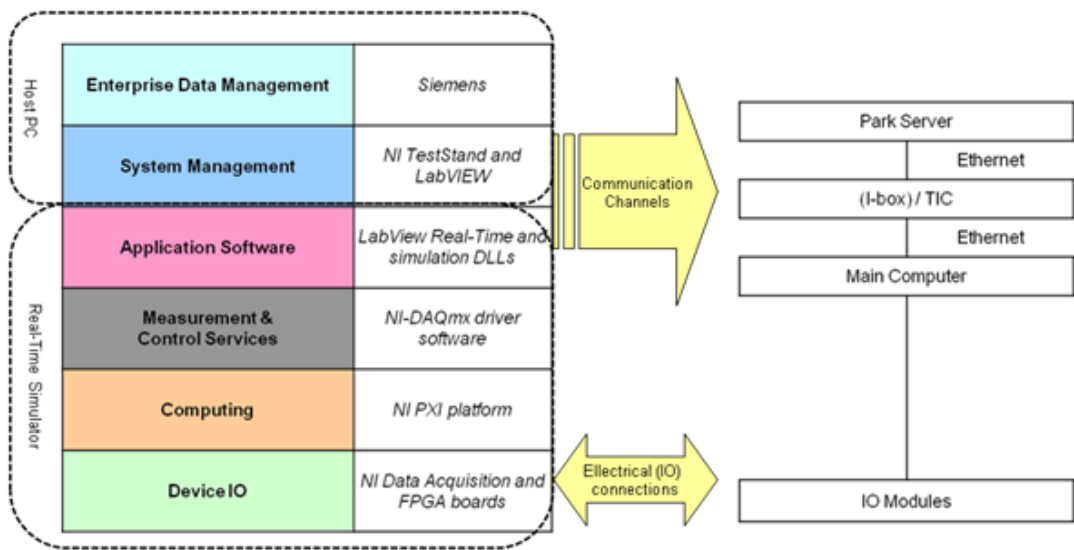 Host PC
Enterprise Data Management
Siemens
System Management
NI TestStand and
LabVIEW
Real-Time Simulator
Application Software
LabView Real-Time and
simulation DLLs
Measurement &
Control Services
NI-DAQmx driver
software
Computing
NI PXI platform
Device IO
NI Data Acquisition and
FPGA boards
Communication
Channels
Ellectrical (IO)
connections
Park Server
Ethernet
(I-box) / TIC
Ethernet
Main Computer
IO Modules